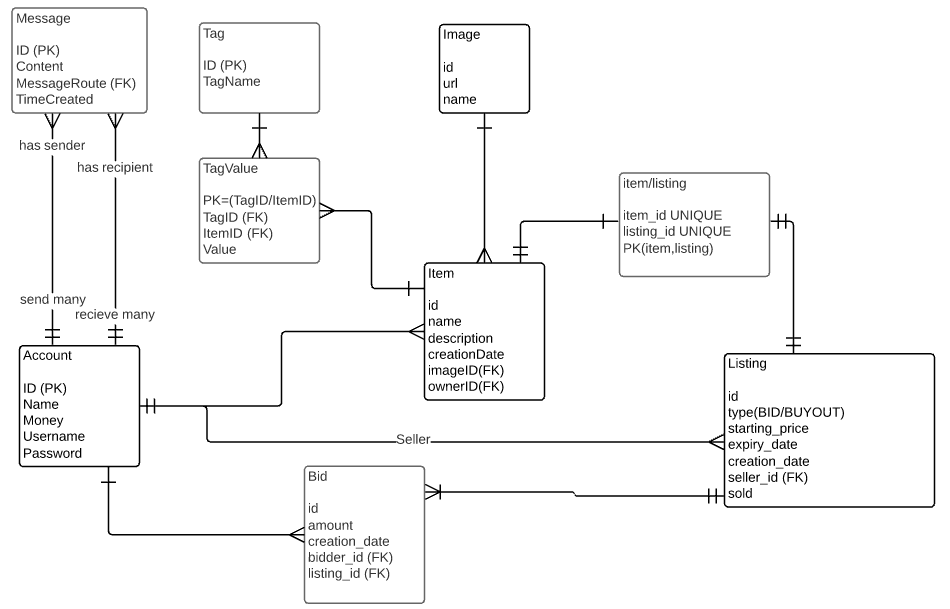 Message
ID (PK)
Content
MessageRoute (FK)
TimeCreated
Tag
ID (PK)
TagName
Image
id
url
name
has sender
has recipient
TagValue
PK=(TagID/ItemID)
TagID (FK)
ItemID (FK)
Value
item/listing
item_id UNIQUE
listing_id UNIQUE
PK(item,listing)
send many
recieve many
Item
id
name
description
creationDate
imageID(FK)
ownerID(FK)
Account
ID (PK)
Name
Money
Username
Password
Seller
Listing
id
type(BID/BUYOUT)
starting_price
expiry_date
creation_date
seller_id (FK)
sold
Bid
id
amount
creation_date
bidder_id (FK)
listing_id (FK)